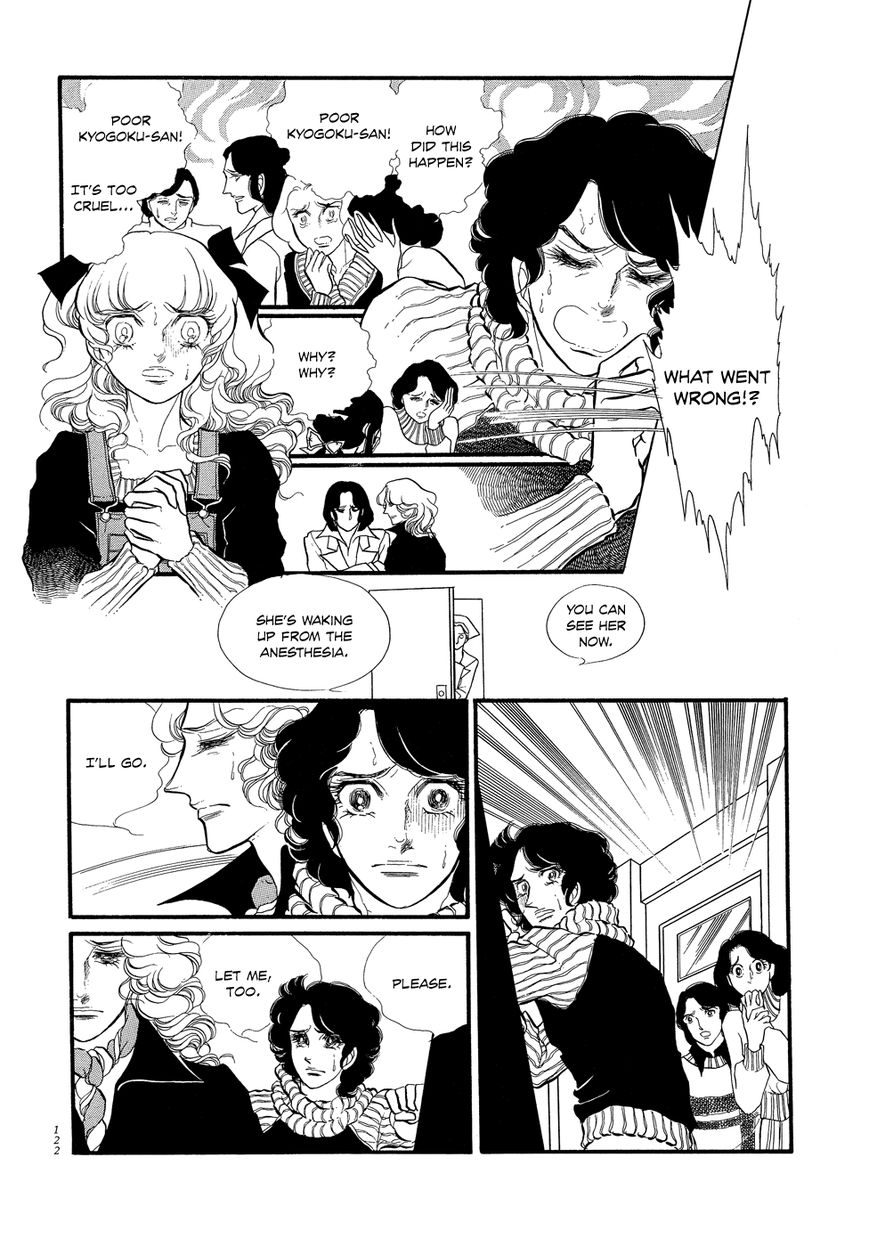 WHAT WENT
WRONG!?
HOW
DID THIS
HAPPEN?
POOR
KYOGOKU-SAN!
POOR
KYOGOKU-SAN!
IT'S TOO
CRUEL...
WHY?
WHY?
YOU CAN
SEE HER
NOW.
SHE'S WAKING
UP FROM THE
ANESTHESIA.
I'LL GO.
PLEASE.
LET ME,
TOO.
122